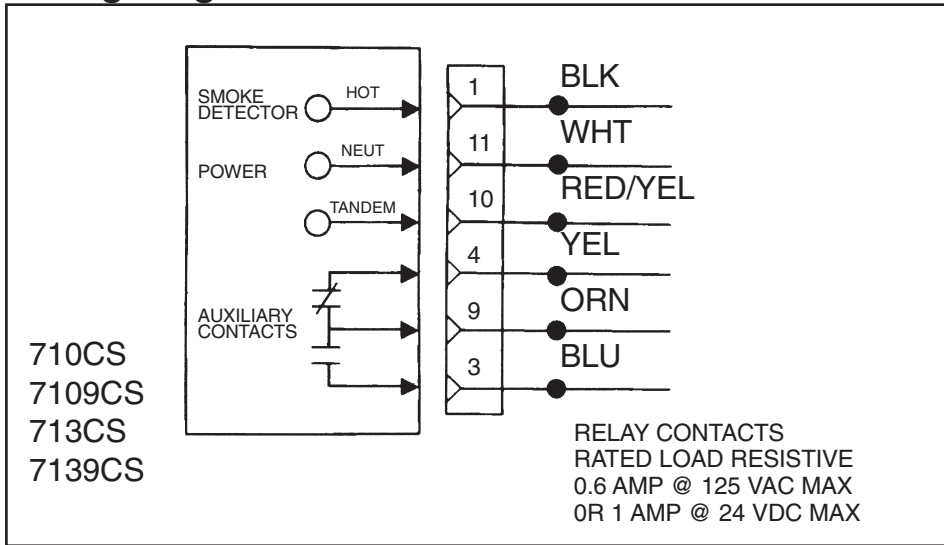 SMOKE
DETECTOR
HOT
POWER
NEUT
TANDEM
AUXILIARY
CONTACTS
710CS
7109CS
713CS
7139CS
1
11
10
4
9
3
BLK
WHT
RED/YEL
YEL
ORN
BLU
RELAY CONTACTS
RATED LOAD RESISTIVE
0.6 AMP @ 125 VAC MAX
0R 1 AMP @ 24 VDC MAX